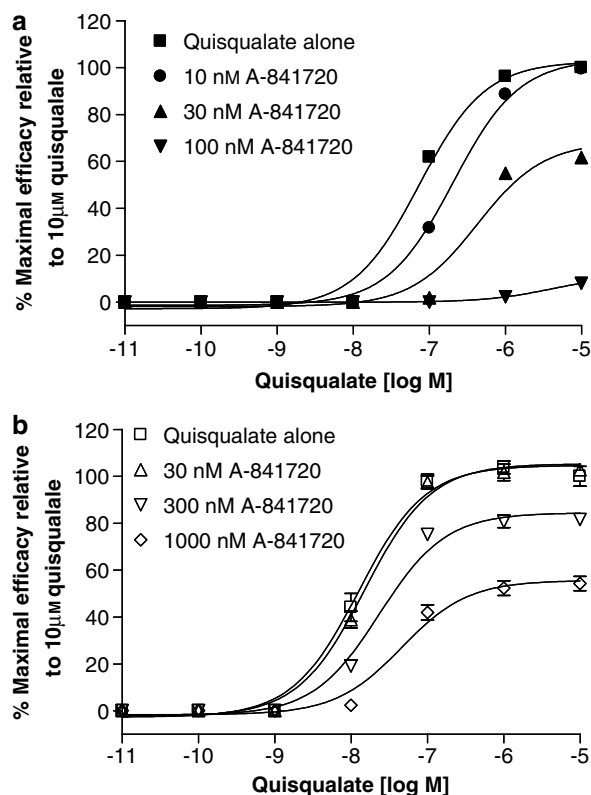 a
Quisqualate alone
10 nM A-841720
30 nM A-841720
100 nM A-841720
% Maximal efficacy relative
to 10µM quisqualale
120
100
80
60
40
20
0
-11 -10 -9 -8 -7 -6 -5
Quisqualate [log M]
b
Quisqualate alone
30 nM A-841720
300 nM A-841720
1000 nM A-841720
% Maximal efficacy relative
to 10µM quisqualale
120
100
80
60
40
20
0
-11 -10 -9 -8 -7 -6 -5
Quisqualate [log M]